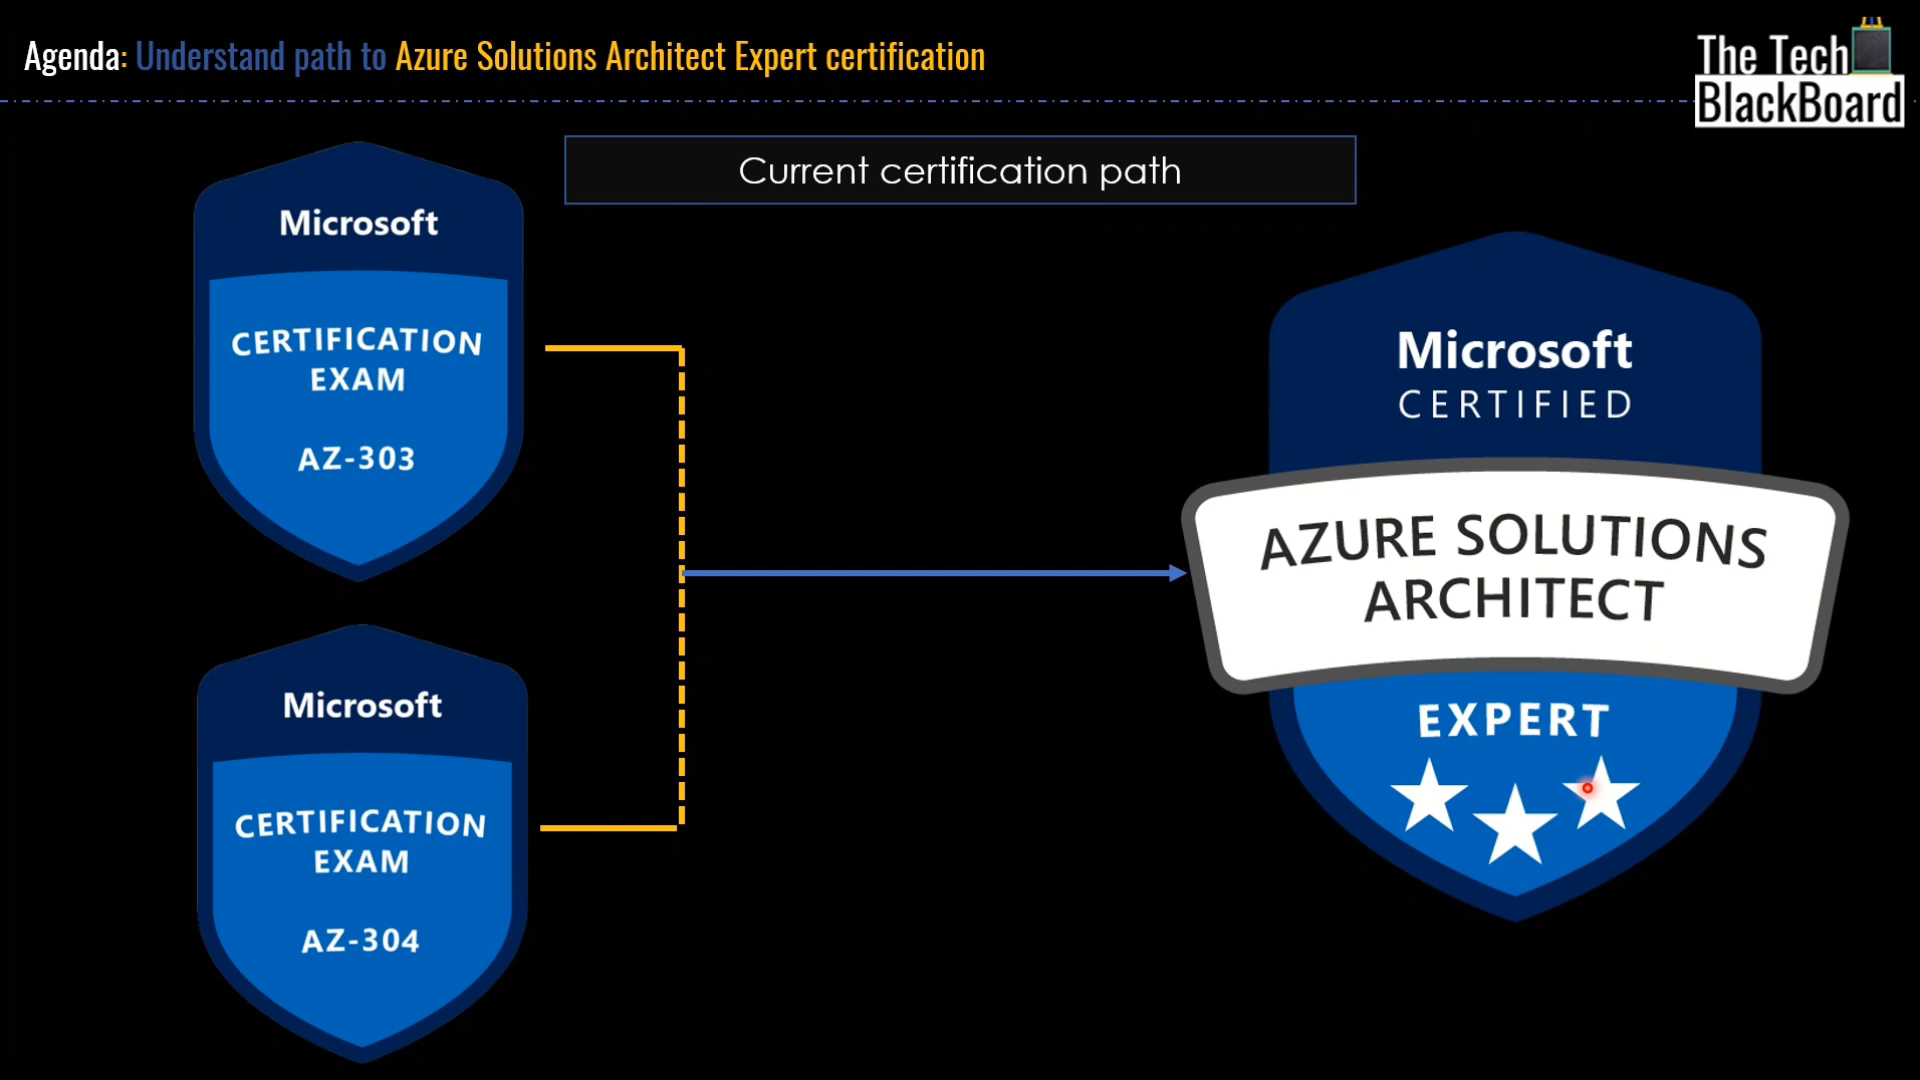 Agenda: Understand path to Azure Solutions Architect Expert certification
The Tech
BlackBoard
Current certification path
Microsoft
CERTIFICATION
EXAM
AZ-303
Microsoft
CERTIFICATION
EXAM
AZ-304
Microsoft
CERTIFIED
AZURE SOLUTIONS
ARCHITECT
EXPERT